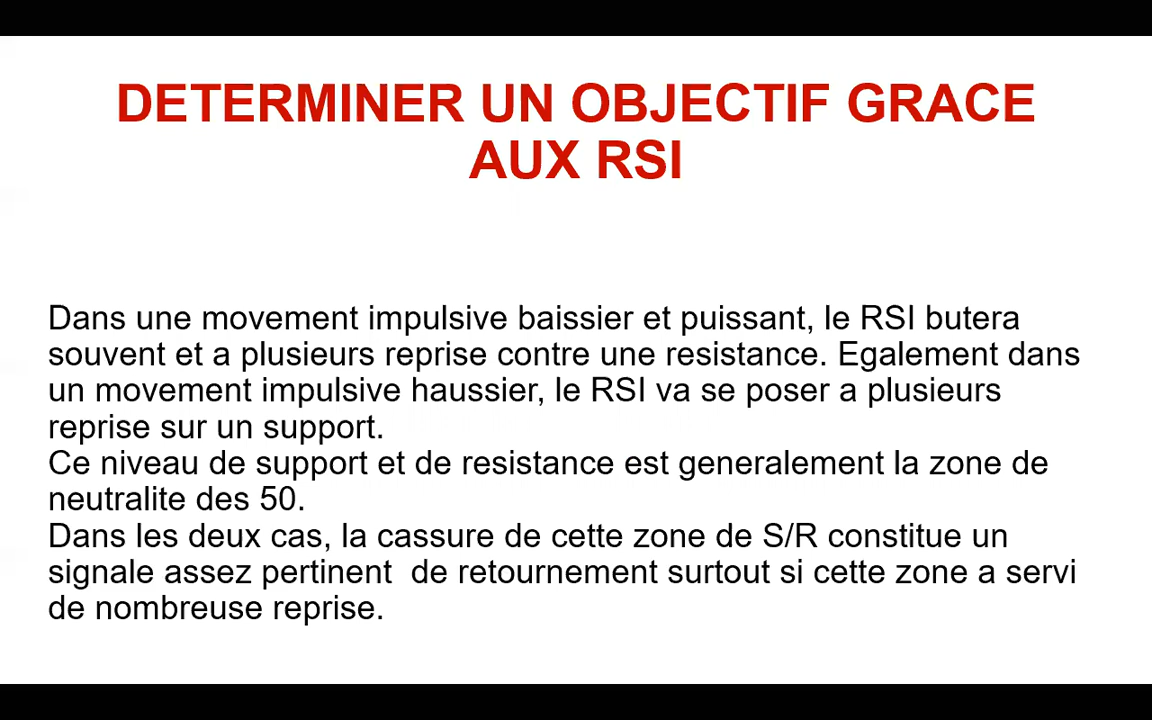 DETERMINER UN OBJECTIF GRACE
AUX RSI
Dans une movement impulsive baissier et puissant, le RSI butera
souvent et a plusieurs reprise contre une resistance. Egalement dans
un movement impulsive haussier, le RSI va se poser a plusieurs
reprise sur un support.
Ce niveau de support et de resistance est generalement la zone de
neutralite des 50.
Dans les deux cas, la cassure de cette zone de S/R constitue un
signale assez pertinent  de retournement surtout si cette zone a servi
de nombreuse reprise.